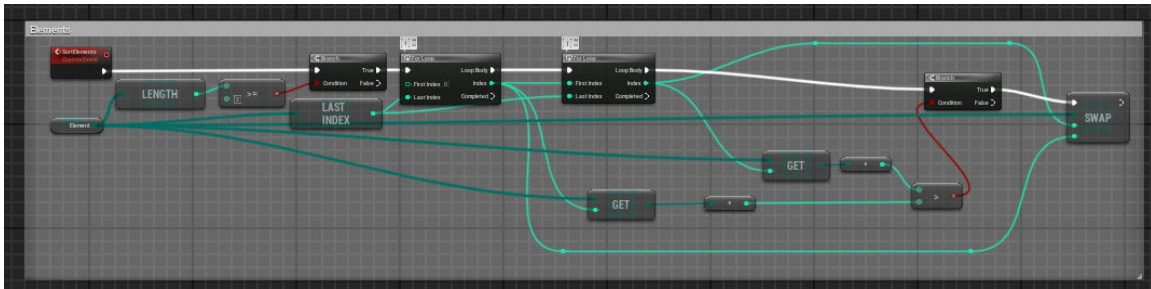 Elements
SortElements
Custom Event
Branch
True
Condition
False
For Loop
Loop Body
First Index 0
Index
Last Index
Completed
For Loop
Loop Body
First Index
Index
Last Index
Completed
Branch
True
Condition
False
LENGTH
>=
LAST
INDEX
Element
SWAP
GET
GET
>